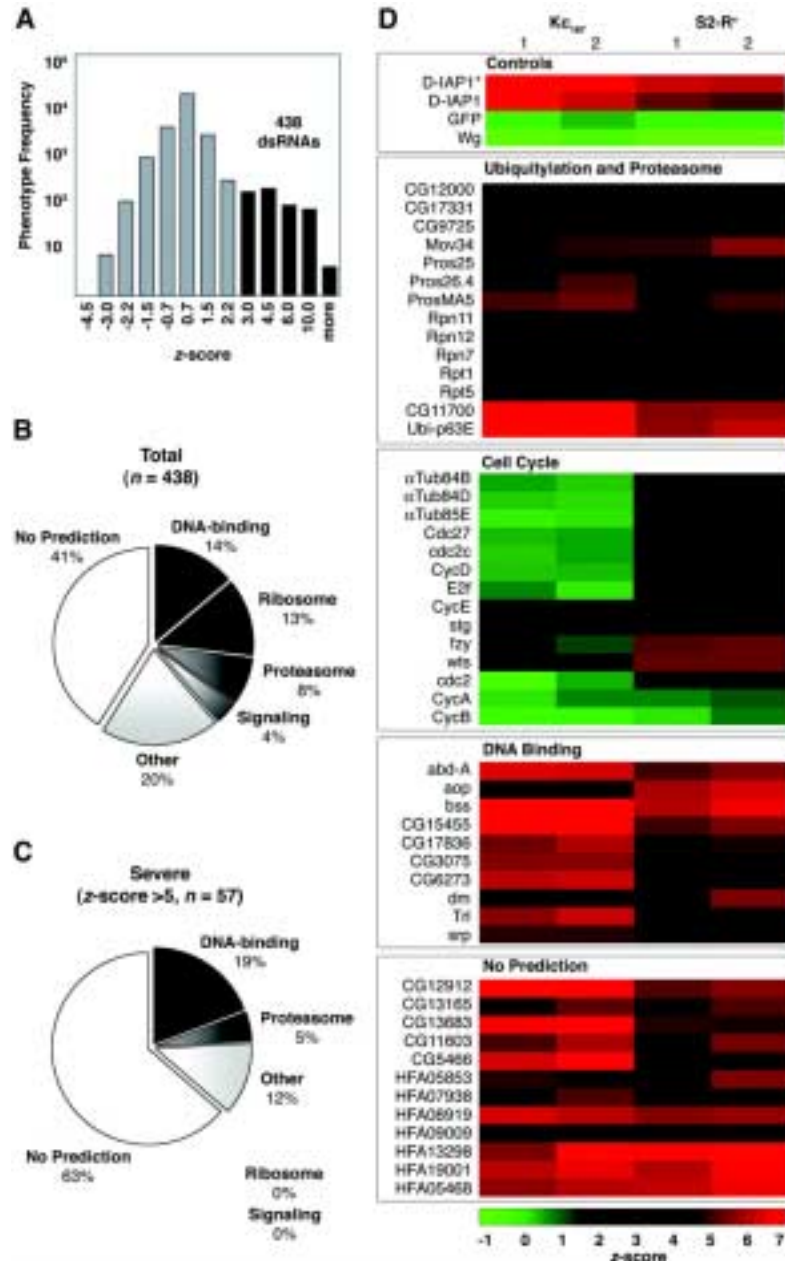 A
Phenotype Frequency
10⁴
10³
10²
10
438
dsRNAs
-4.5
-3.0
-2.2
-1.5
-0.7
0.7
1.5
2.2
3.0
4.5
6.0
10.0
more
z-score
B
Total
(n = 438)
No Prediction
41%
DNA-binding
14%
Ribosome
13%
Proteasome
8%
Signaling
4%
Other
20%
C
Severe
(z-score >5, n = 57)
DNA-binding
19%
Proteasome
5%
Other
12%
No Prediction
63%
Ribosome
0%
Signaling
0%
D
S2-R⁺
1 2 1 2
Controls
D-IAP1*
D-IAP1
GFP
Wg
Ubiquitylation and Proteasome
CG12000
CG17331
CG9725
Mov34
Pros25
Pros26.4
ProsMA5
Rpn11
Rpn12
Rpn7
Rpt1
Rpt5
CG11700
Ubi-p63E
Cell Cycle
αTub84B
αTub84D
αTub85E
Cdc27
cdc2c
CycD
E2f
CycE
stg
fzy
wts
cdc2
CycA
CycB
DNA Binding
abd-A
aop
bss
CG15455
CG17836
CG3075
CG6273
dm
Trl
srp
No Prediction
CG12912
CG13165
CG13683
CG11603
CG5466
HFA05853
HFA07938
HFA08919
HFA09009
HFA13298
HFA19001
HFA05468
-1 0 1 2 3 4 5 6 7
z-score